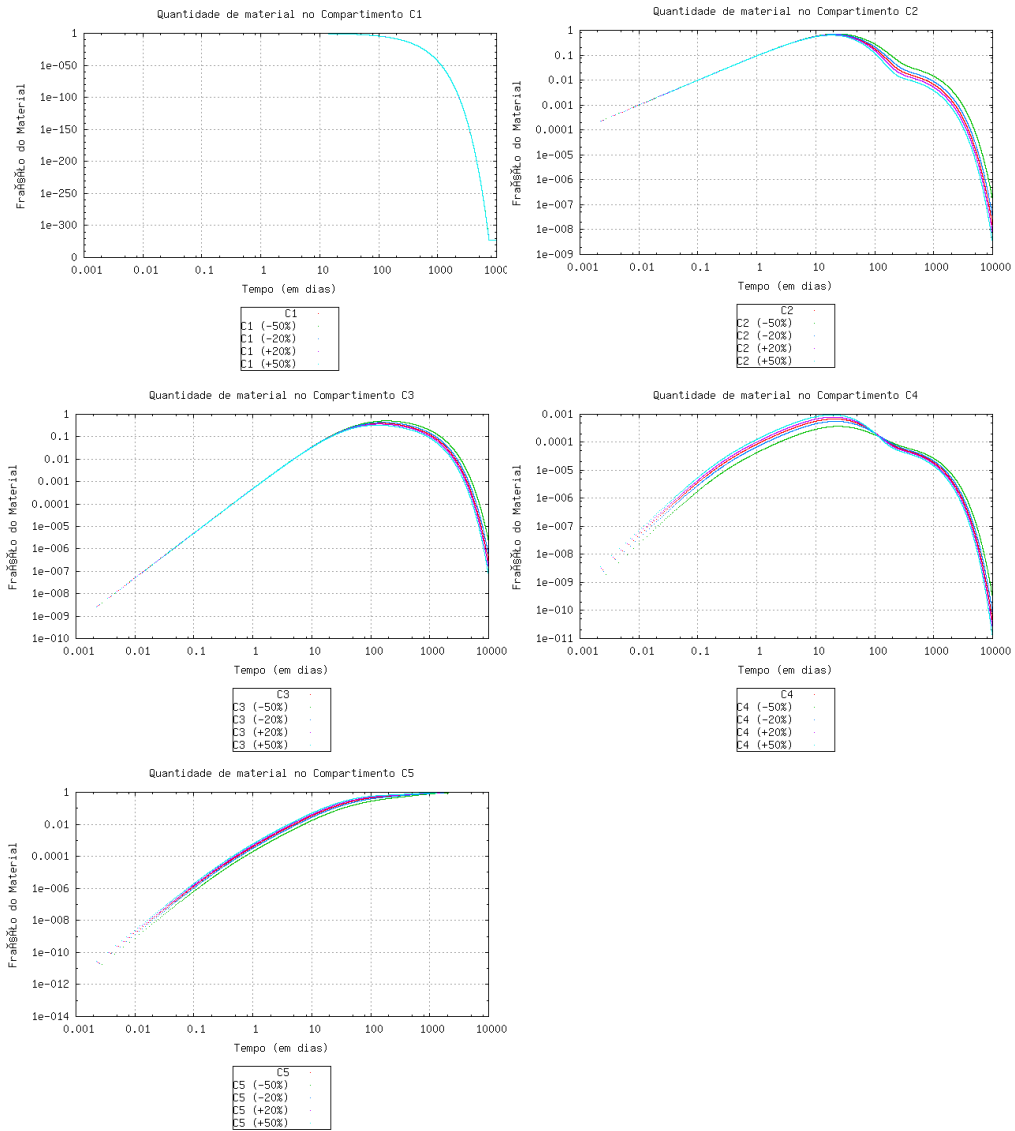 Quantidade de material no Compartimento C1
1
1e-050
1e-100
1e-150
1e-200
1e-250
1e-300
0
do Material
0.001 0.01 0.1 1 10 100 1000 1000
Tempo (em dias)
C1
C1 (-50%)
C1 (-20%)
C1 (+20%)
C1 (+50%)
Quantidade de material no Compartimento C2
1
0.1
0.01
0.001
0.0001
1e-005
1e-006
1e-007
1e-008
1e-009
do Material
0.001 0.01 0.1 1 10 100 1000 10000
Tempo (em dias)
C2
C2 (-50%)
C2 (-20%)
C2 (+20%)
C2 (+50%)
Quantidade de material no Compartimento C3
1
0.1
0.01
0.001
0.0001
1e-005
1e-006
1e-007
1e-008
1e-009
1e-010
do Material
0.001 0.01 0.1 1 10 100 1000 10000
Tempo (em dias)
C3
C3 (-50%)
C3 (-20%)
C3 (+20%)
C3 (+50%)
Quantidade de material no Compartimento C4
0.001
0.0001
1e-005
1e-006
1e-007
1e-008
1e-009
1e-010
1e-011
do Material
0.001 0.01 0.1 1 10 100 1000 10000
Tempo (em dias)
C4
C4 (-50%)
C4 (-20%)
C4 (+20%)
C4 (+50%)
Quantidade de material no Compartimento C5
1
0.01
0.0001
1e-006
1e-008
1e-010
1e-012
1e-014
do Material
0.001 0.01 0.1 1 10 100 1000 10000
Tempo (em dias)
C5
C5 (-50%)
C5 (-20%)
C5 (+20%)
C5 (+50%)